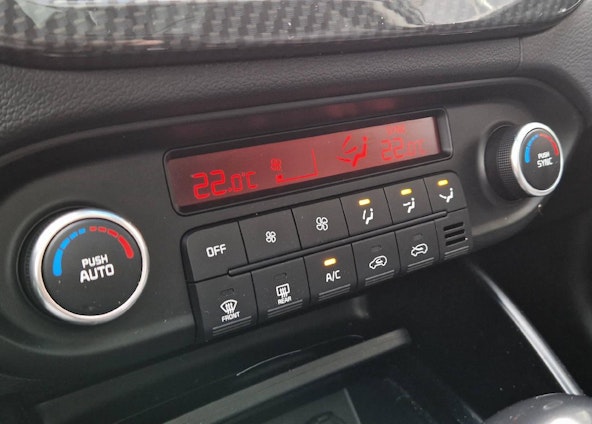 22.0°C 22.0°C
PUSH
AUTO
OFF
FRONT
REAR
A/C
PUSH
SYNC